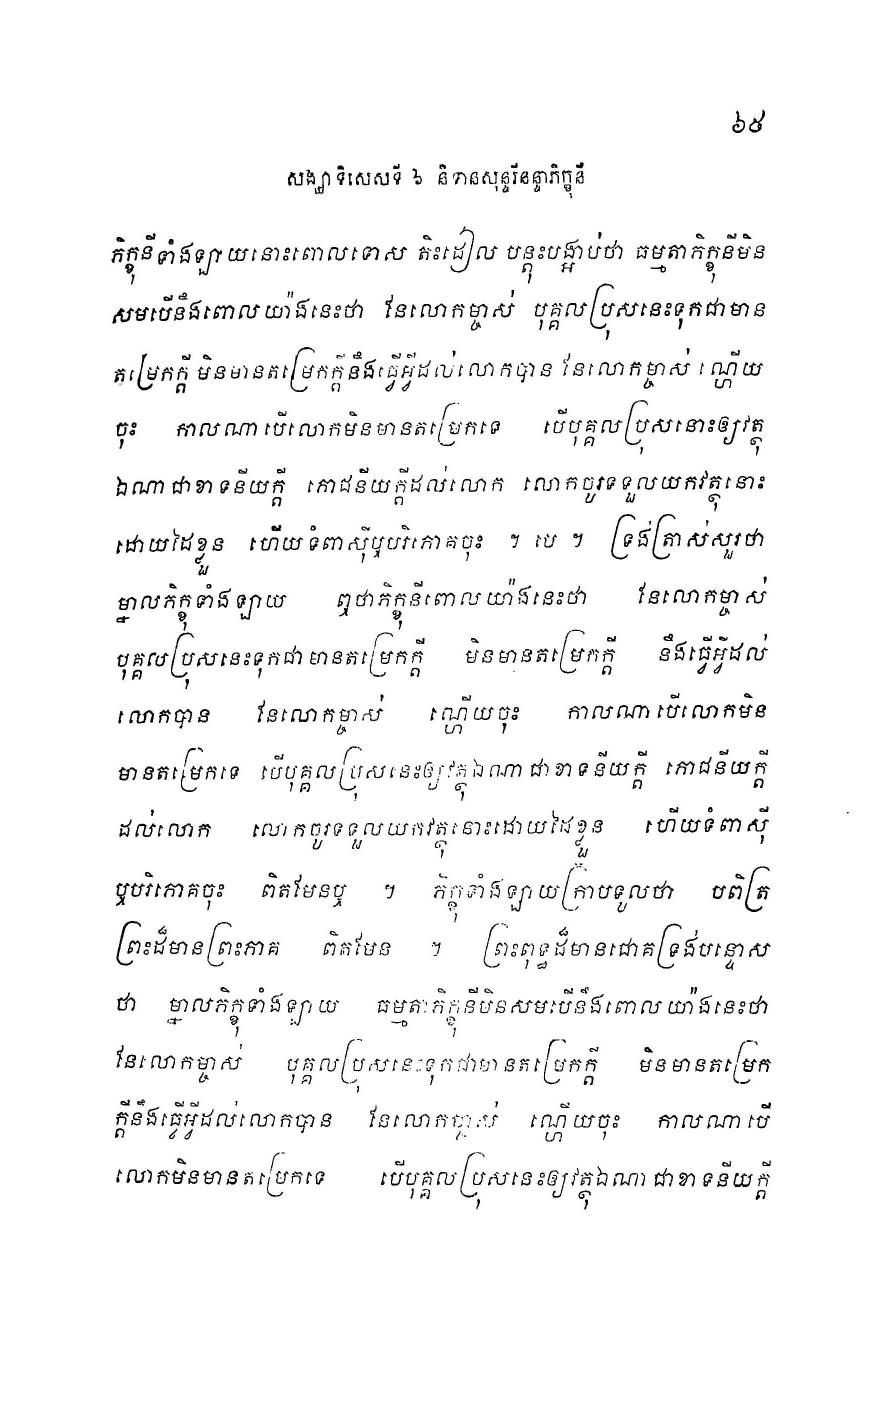 ៦៥
សង្ឃាទិសេសទី ៦ និទានសុន្ទរីនន្ទាភិក្ខុនី
ភិក្ខុនីទាំងឡាយនោះពោលទោស តិះដៀល បន្តុះបង្អាប់ថា ធម្មតាភិក្ខុនីមិន
សមបើនឹងពោលយ៉ាងនេះថា នែលោកម្ចាស់ បុគ្គលប្រុសនេះទុកជាមាន
តម្រេកក្តី មិនមានតម្រេកក្តីនឹងធ្វើអ្វីដល់លោកបាន នែលោកម្ចាស់ ណ្ហើយ
ចុះ កាលណាបើលោកមិនមានតម្រេកទេ បើបុគ្គលប្រុសនោះឲ្យវត្ថុ
ឯណាជាខាទនីយក្តី ភោជនីយក្តីដល់លោក លោកចូរទទួលយកវត្ថុនោះ
ដោយដៃខ្លួន ហើយទំពាស៊ីឬបរិភោគចុះ ។ បេ ។ ទ្រង់ត្រាស់សួរថា
ម្នាលភិក្ខុទាំងឡាយ ឮថាភិក្ខុនីពោលយ៉ាងនេះថា នែលោកម្ចាស់
បុគ្គលប្រុសនេះទុកជាមានតម្រេកក្តី មិនមានតម្រេកក្តី នឹងធ្វើអ្វីដល់
លោកបាន នែលោកម្ចាស់ ណ្ហើយចុះ កាលណាបើលោកមិន
មានតម្រេកទេ បើបុគ្គលប្រុសនេះឲ្យវត្ថុឯណាជាខាទនីយក្តី ភោជនីយក្តី
ដល់លោក លោកចូរទទួលយកវត្ថុនោះដោយដៃខ្លួន ហើយទំពាស៊ី
ឬបរិភោគចុះ ពិតមែនឬ ។ ភិក្ខុទាំងឡាយក្រាបទូលថា បពិត្រ
ព្រះដ៏មានព្រះភាគ ពិតមែន ។ ព្រះពុទ្ធដ៏មានជោគទ្រង់បន្ទោស
ថា ម្នាលភិក្ខុទាំងឡាយ ធម្មតាភិក្ខុនីមិនសមបើនឹងពោលយ៉ាងនេះថា
នែលោកម្ចាស់ បុគ្គលប្រុសនេះទុកជាមានតម្រេកក្តី មិនមានតម្រេក
ក្តីនឹងធ្វើអ្វីដល់លោកបាន នែលោកម្ចាស់ ណ្ហើយចុះ កាលណាបើ
លោកមិនមានតម្រេកទេ បើបុគ្គលប្រុសនេះឲ្យវត្ថុឯណាជាខាទនីយក្តី